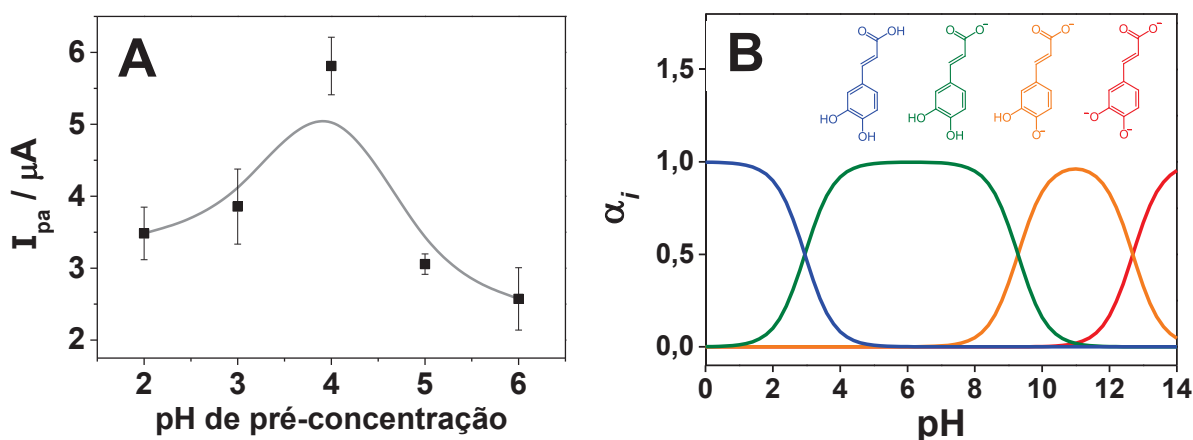 A
I_pa / µA
6
5
4
3
2
2 3 4 5 6
pH de pré-concentração
B
α_i
1,5
1,0
0,5
0,0
0 2 4 6 8 10 12 14
pH
O OH
HO
OH
O O⁻
HO
OH
O O⁻
HO
O⁻
O O⁻
⁻O
O⁻